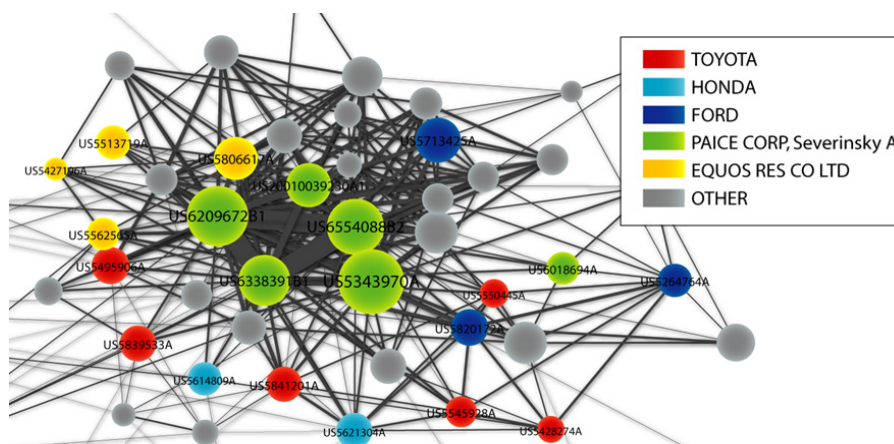 TOYOTA
HONDA
FORD
PAICE CORP, Severinsky A
EQUOS RES CO LTD
OTHER
US5513719A
US5713425A
US5806617A
US5427196A
US20010039230A1
US6209672B1
US6554088B2
US5562565A
US5495906A
US6338391B1
US5343970A
US6018694A
US5264764A
US5550445A
US5820172A
US5839533A
US5614809A
US5841201A
US5545928A
US5621304A
US5428274A